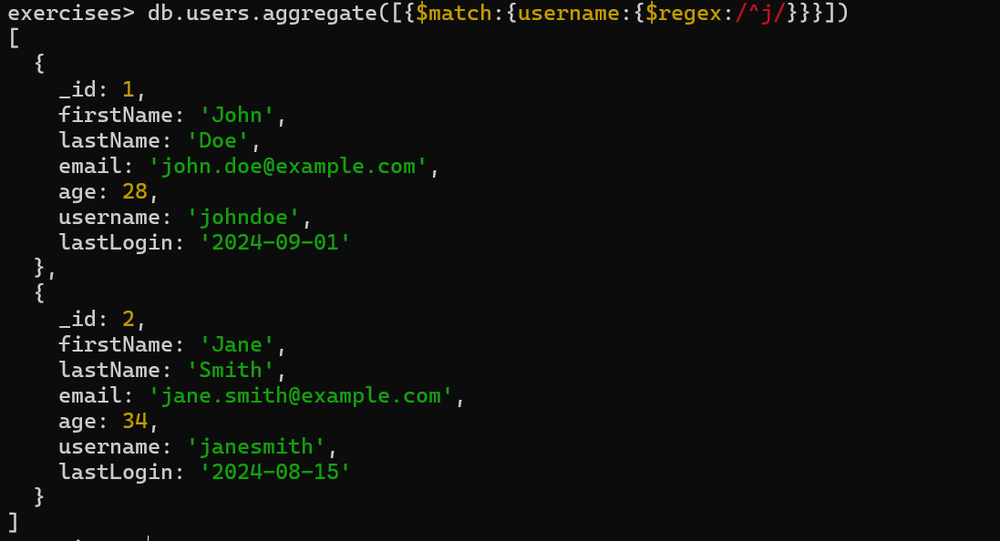 exercises> db.users.aggregate([{$match:{username:{$regex:/^j/}}}])
[
  {
    _id: 1,
    firstName: 'John',
    lastName: 'Doe',
    email: 'john.doe@example.com',
    age: 28,
    username: 'johndoe',
    lastLogin: '2024-09-01'
  },
  {
    _id: 2,
    firstName: 'Jane',
    lastName: 'Smith',
    email: 'jane.smith@example.com',
    age: 34,
    username: 'janesmith',
    lastLogin: '2024-08-15'
  }
]